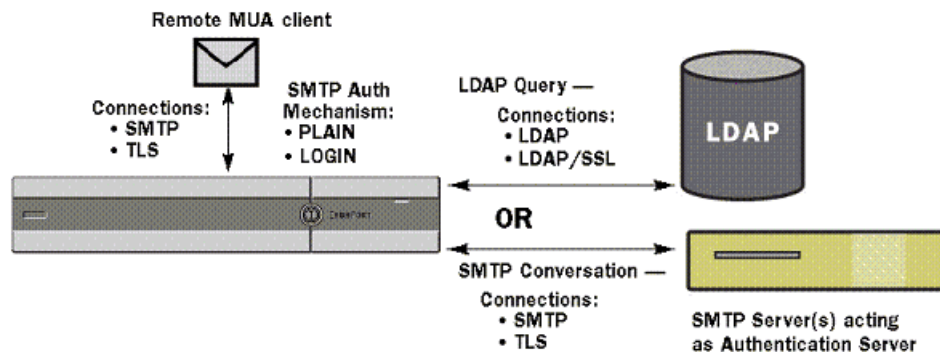 Remote MUA client
Connections:
• SMTP
• TLS
SMTP Auth
Mechanism:
• PLAIN
• LOGIN
LDAP Query —
Connections:
• LDAP
• LDAP/SSL
LDAP
OR
SMTP Conversation —
Connections:
• SMTP
• TLS
SMTP Server(s) acting
as Authentication Server